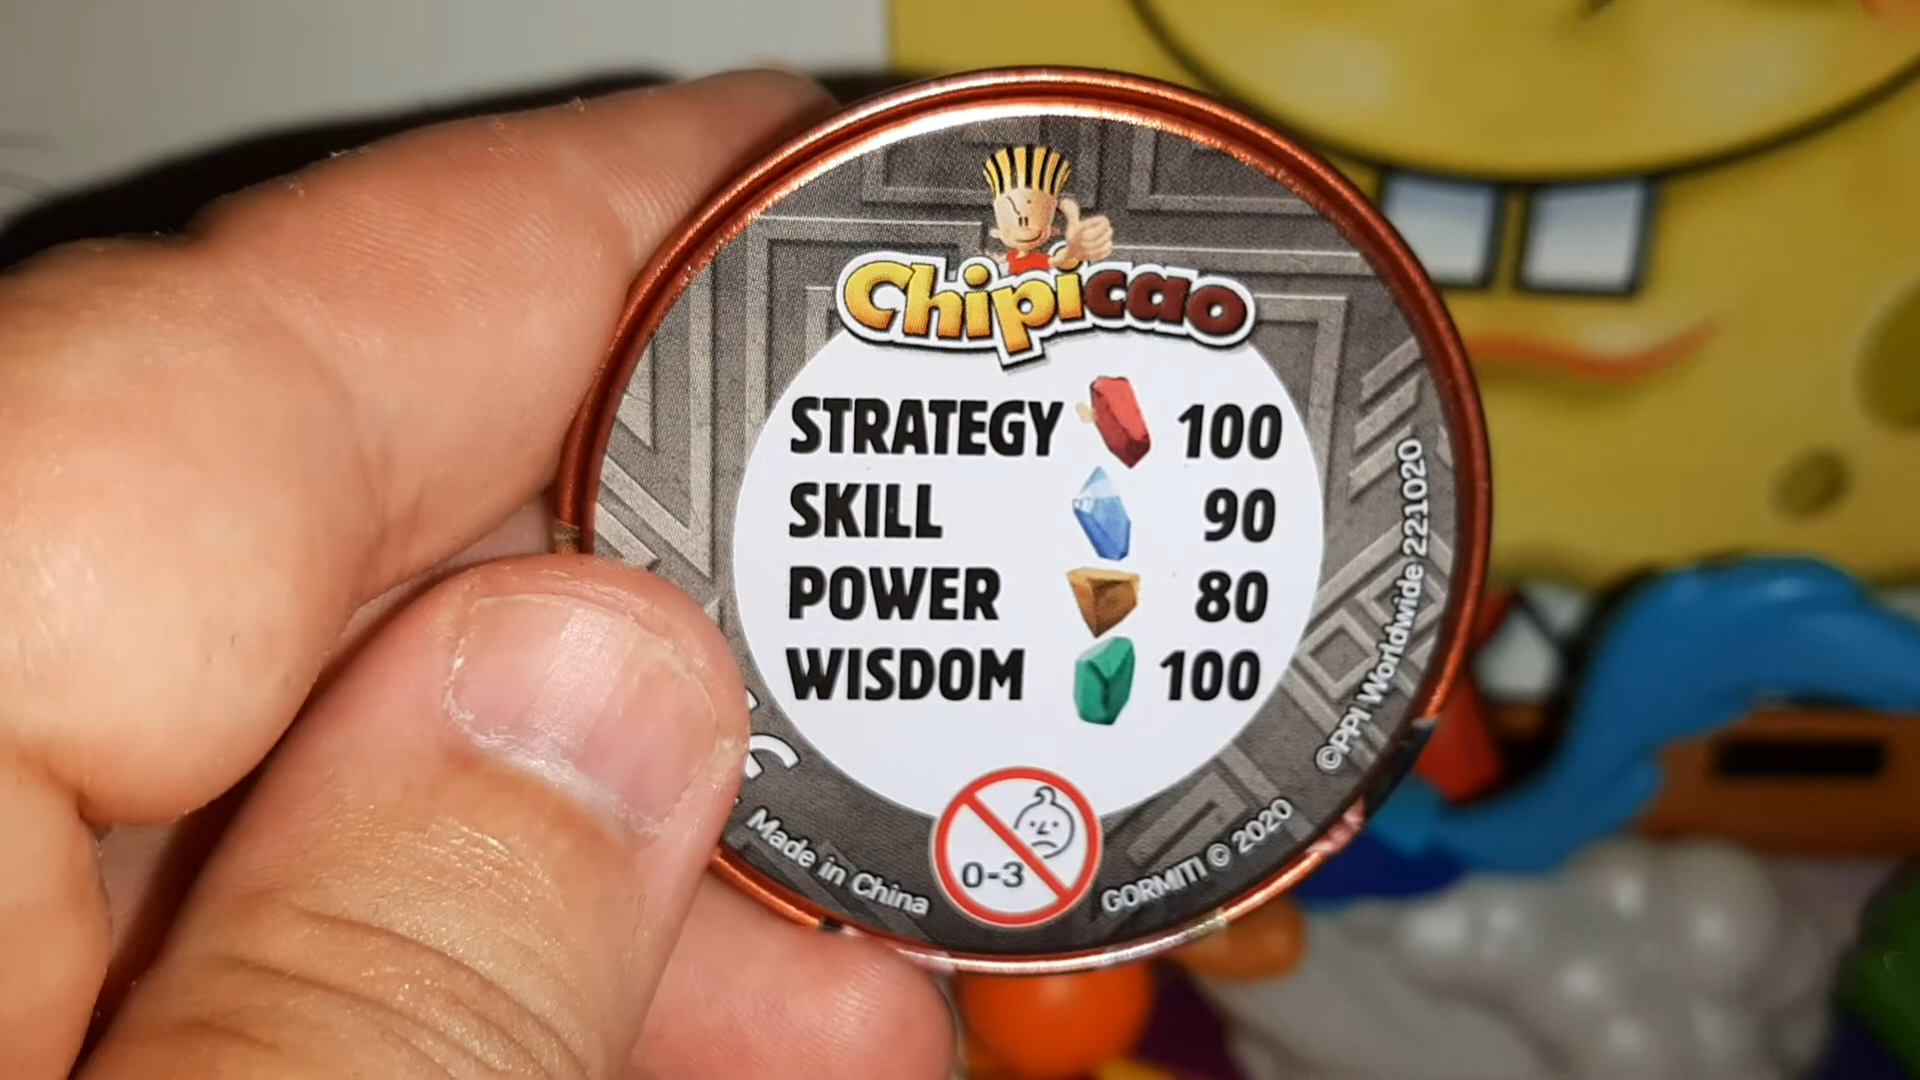 Chipicao
STRATEGY 100
SKILL 90
POWER 80
WISDOM 100
0-3
Made in China
GORMITI © 2020
©PPI Worldwide 221020